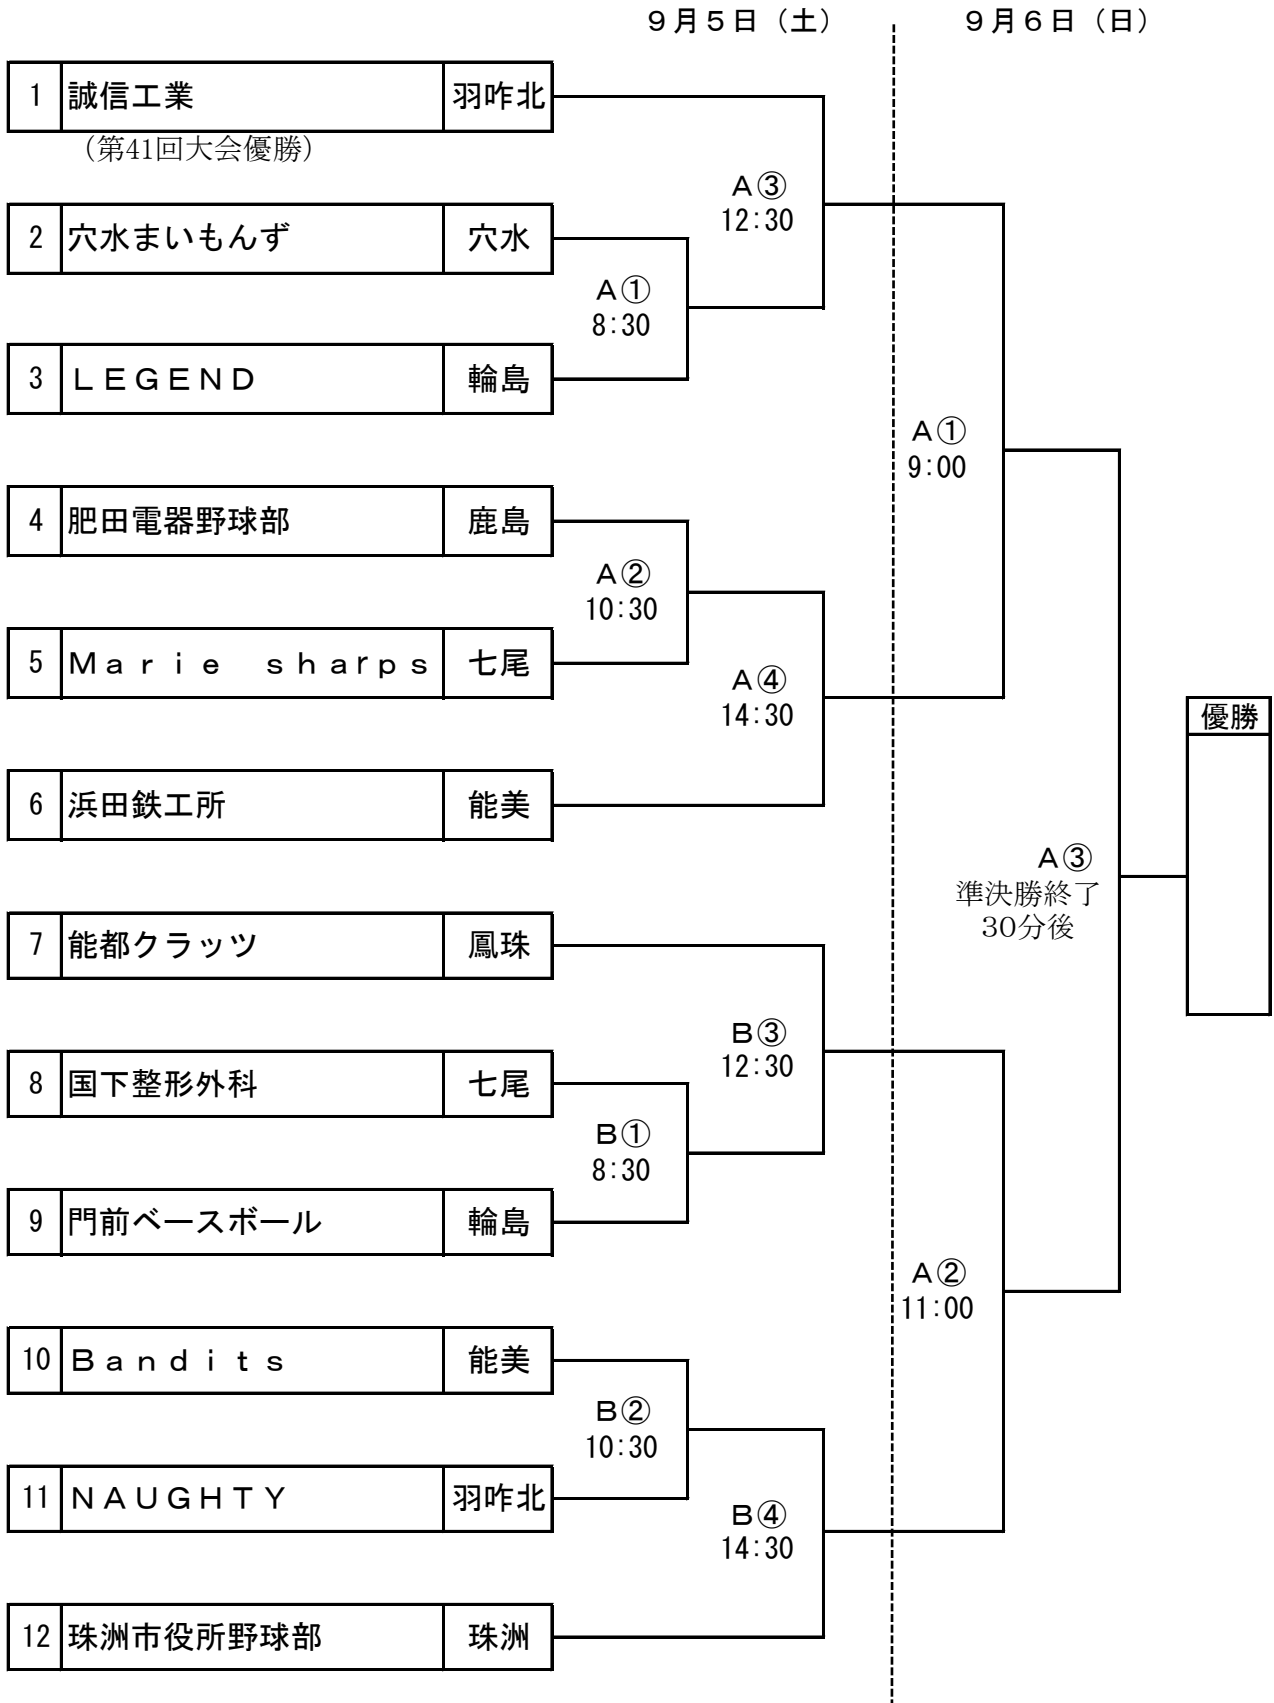 ９月５日（土） ９月６日（日）
1 誠信工業 羽咋北
（第41回大会優勝）
Ａ③
12:30
2 穴水まいもんず 穴水
Ａ①
8:30
3 ＬＥＧＥＮＤ 輪島
Ａ①
9:00
4 肥田電器野球部 鹿島
Ａ②
10:30
5 Ｍａｒｉｅ　ｓｈａｒｐｓ 七尾
Ａ④
14:30
優勝
6 浜田鉄工所 能美
Ａ③
準決勝終了
30分後
7 能都クラッツ 鳳珠
Ｂ③
12:30
8 国下整形外科 七尾
Ｂ①
8:30
9 門前ベースボール 輪島
Ａ②
11:00
10 Ｂａｎｄｉｔｓ 能美
Ｂ②
10:30
11 ＮＡＵＧＨＴＹ 羽咋北
Ｂ④
14:30
12 珠洲市役所野球部 珠洲